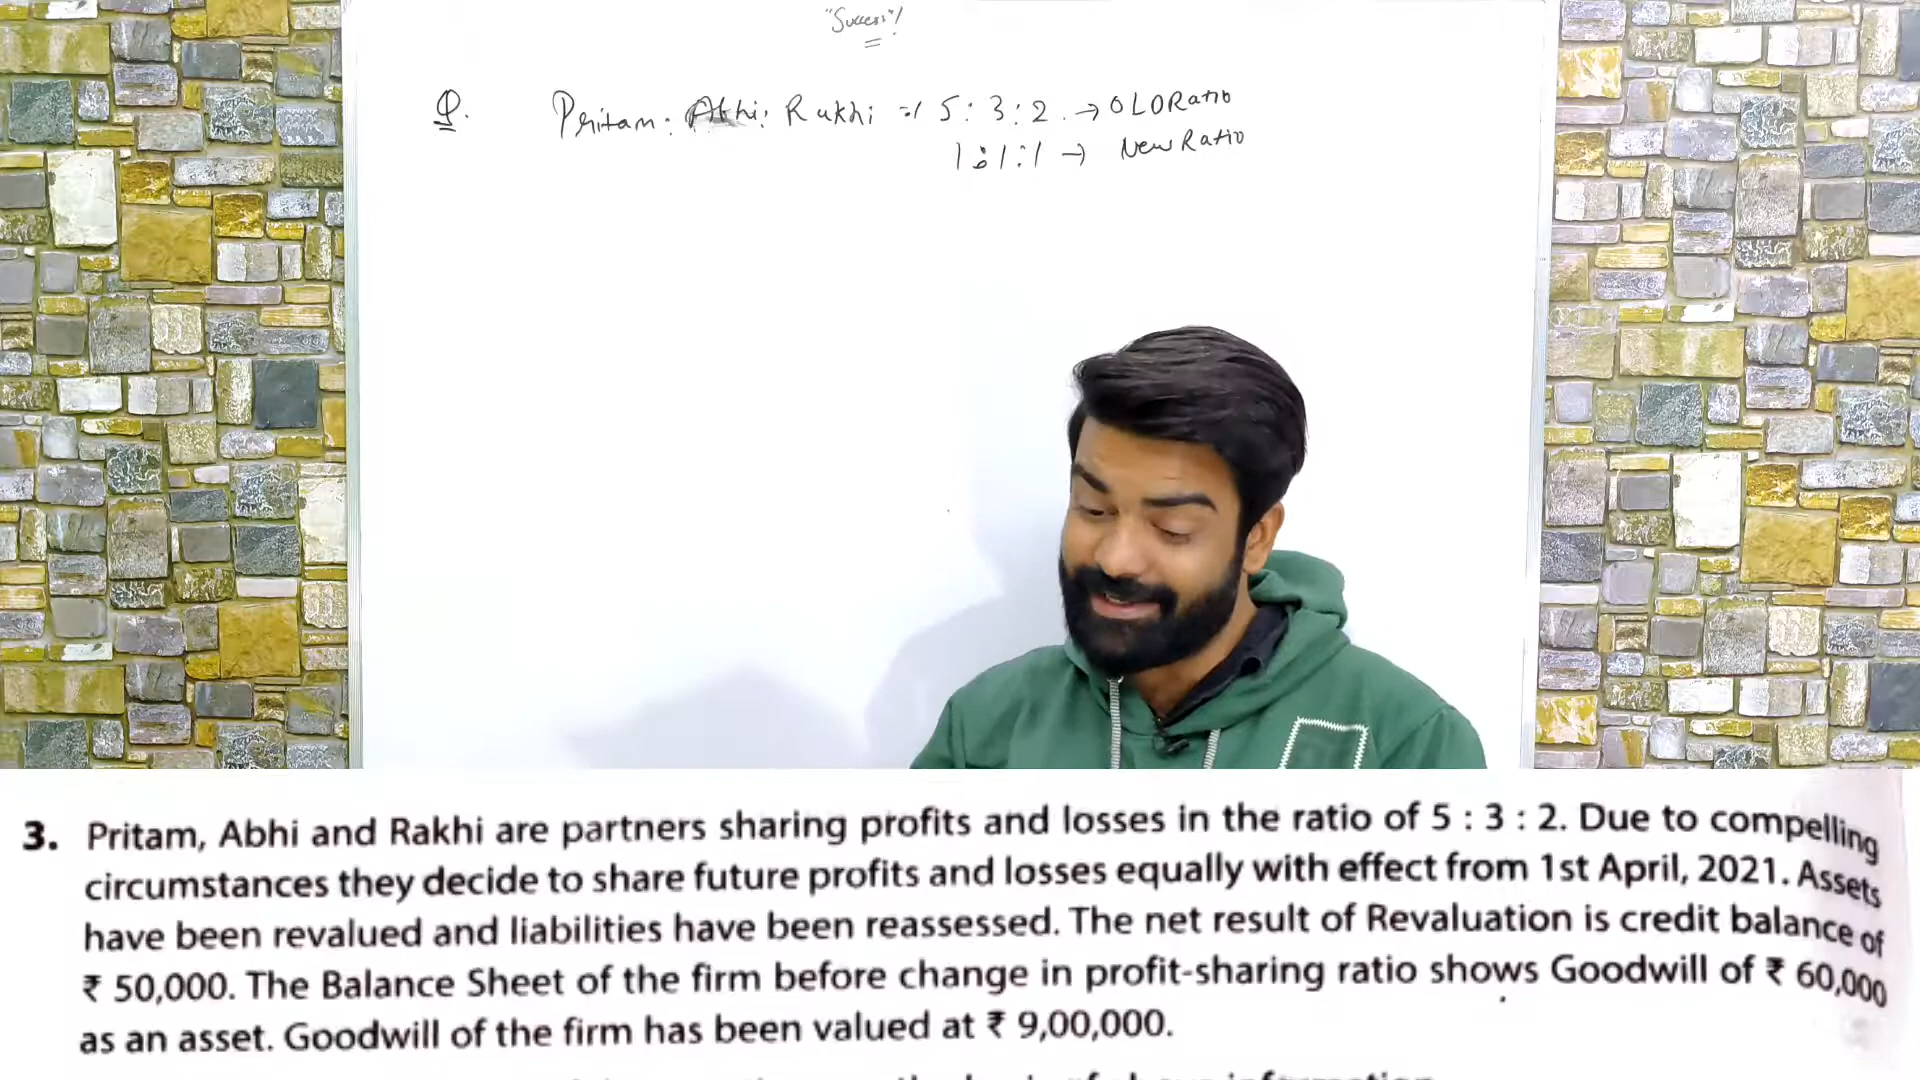 "Success"!
Q. Pritam: Abhi: Rakhi = 5 : 3 : 2 → OLD Ratio
1 : 1 : 1 → New Ratio
3. Pritam, Abhi and Rakhi are partners sharing profits and losses in the ratio of 5 : 3 : 2. Due to compelling
circumstances they decide to share future profits and losses equally with effect from 1st April, 2021. Assets
have been revalued and liabilities have been reassessed. The net result of Revaluation is credit balance of
₹ 50,000. The Balance Sheet of the firm before change in profit-sharing ratio shows Goodwill of ₹ 60,000
as an asset. Goodwill of the firm has been valued at ₹ 9,00,000.